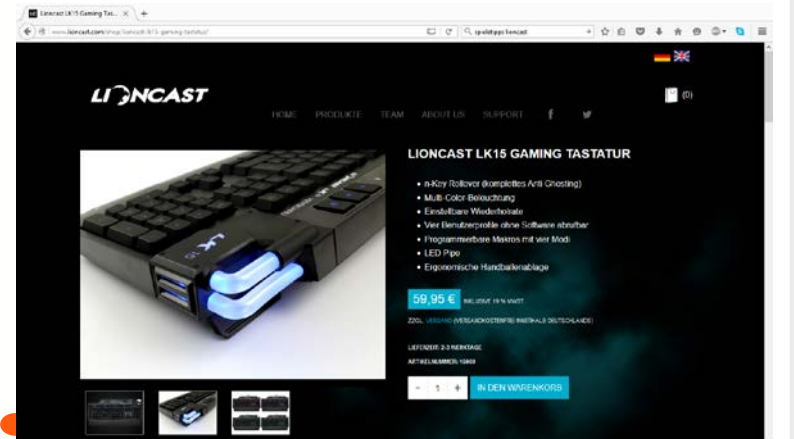 Lioncast LK15 Gaming Tas...
www.lioncast.com/shop/lioncast-lk15-gaming-tastatur/
LIONCAST
(0)
HOME PRODUKTE TEAM ABOUT US SUPPORT
LIONCAST LK15 GAMING TASTATUR
n-Key Rollover (komplettes Anti Ghosting)
Multi-Color-Beleuchtung
Einstellbare Wiederholrate
Vier Benutzerprofile ohne Software abrufbar
Programmierbare Makros mit vier Modi
LED Pipe
Ergonomische Handballenablage
59,95 € INKLUSIVE 19 % MWST.
ZZGL. VERSAND (VERSANDKOSTENFREI INNERHALB DEUTSCHLANDS)
LIEFERZEIT: 2-3 WERKTAGE
ARTIKELNUMMER:
- 1 + IN DEN WARENKORB
LK 15